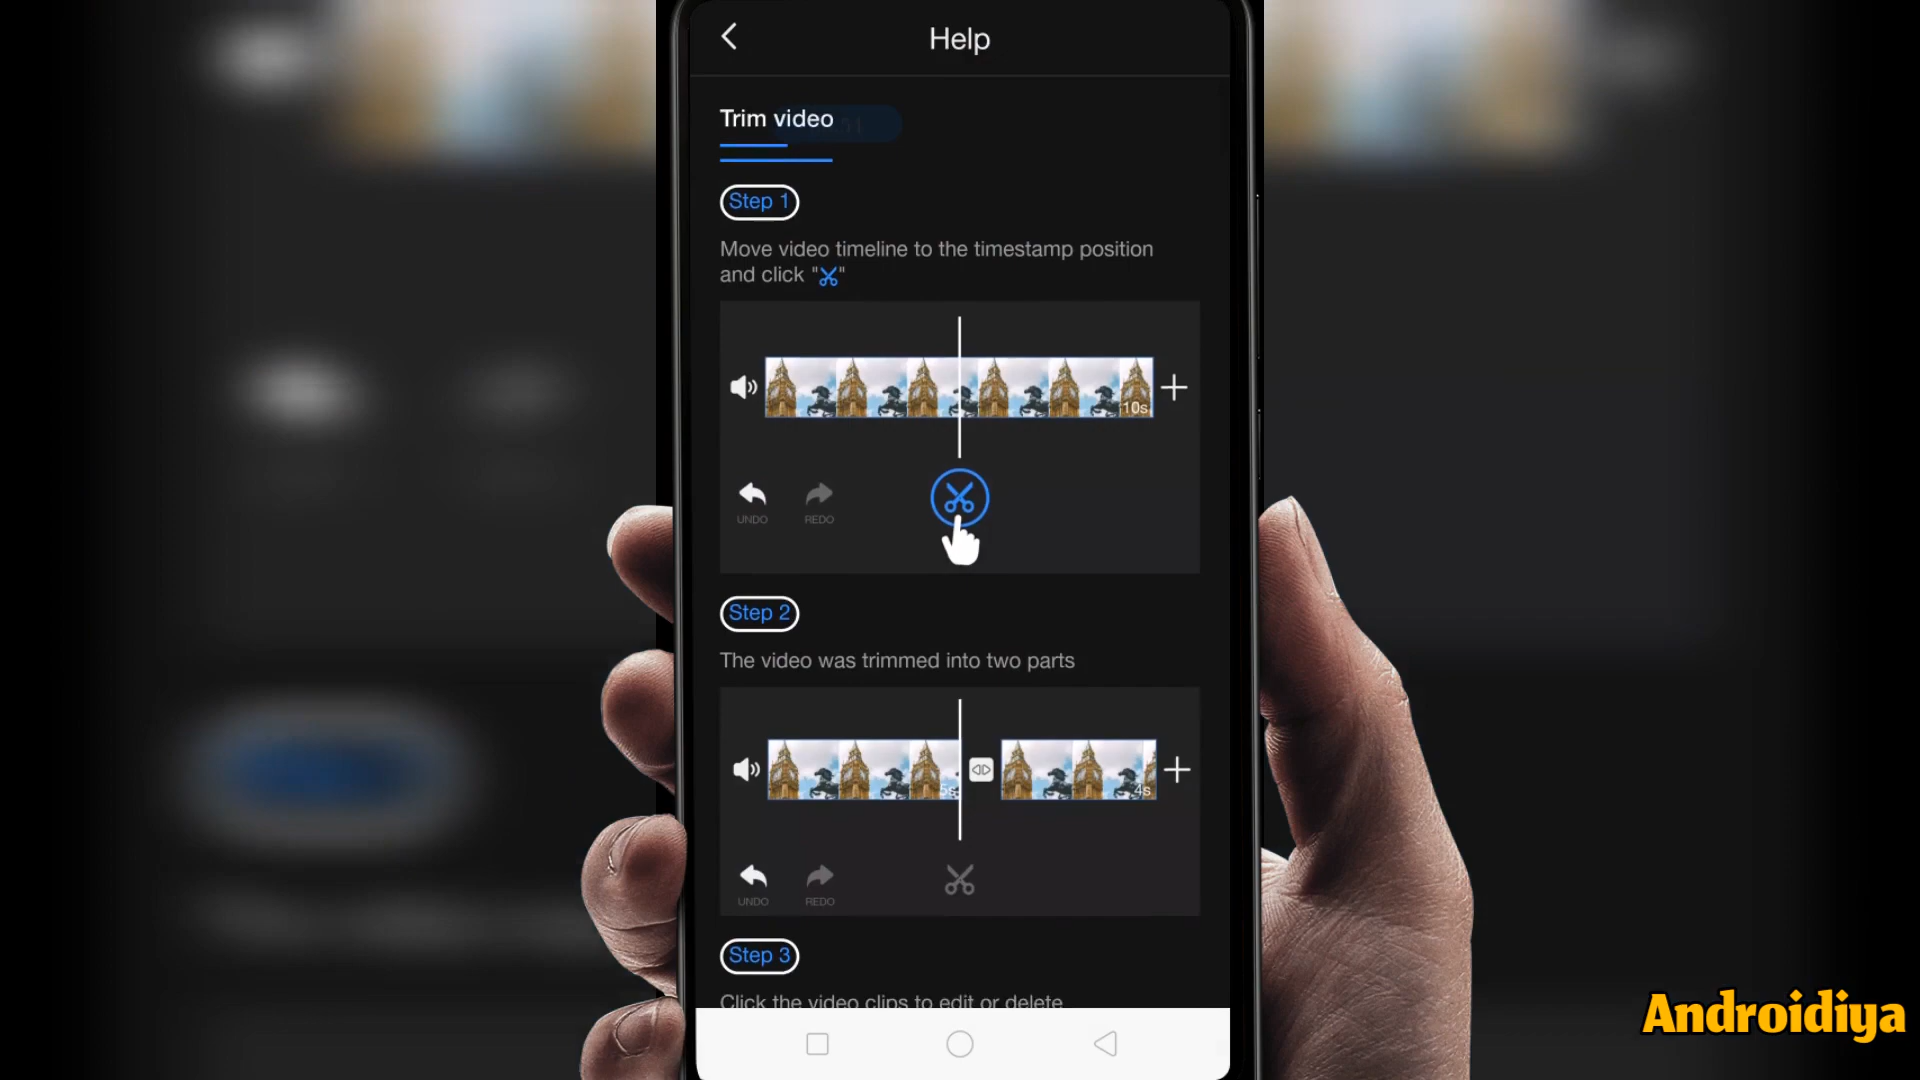 Help
Trim video
Step 1
Move video timeline to the timestamp position
and click "✂"
10s
UNDO
REDO
Step 2
The video was trimmed into two parts
5s
4s
UNDO
REDO
Step 3
Click the video clips to edit or delete
Androidiya